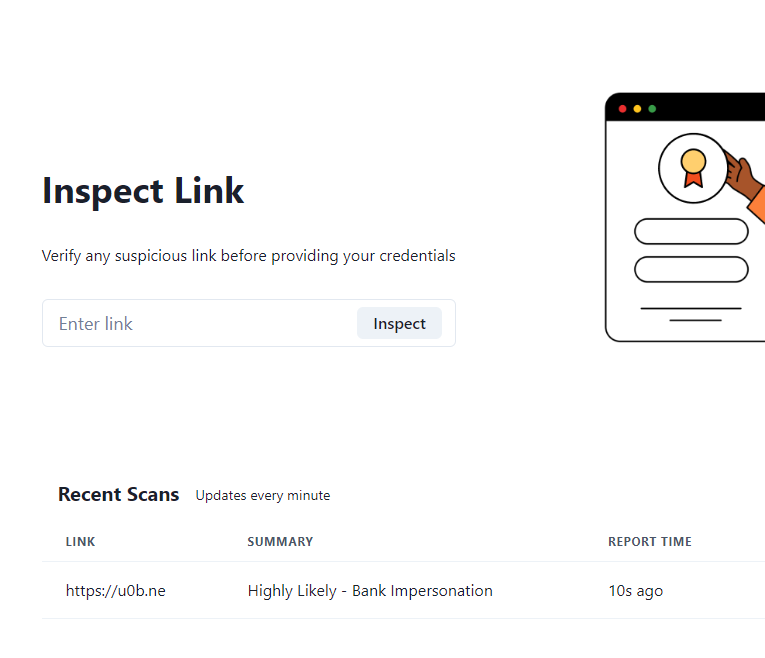 Inspect Link
Verify any suspicious link before providing your credentials
Enter link
Inspect
Recent Scans Updates every minute
LINK SUMMARY REPORT TIME
https://u0b.ne Highly Likely - Bank Impersonation 10s ago